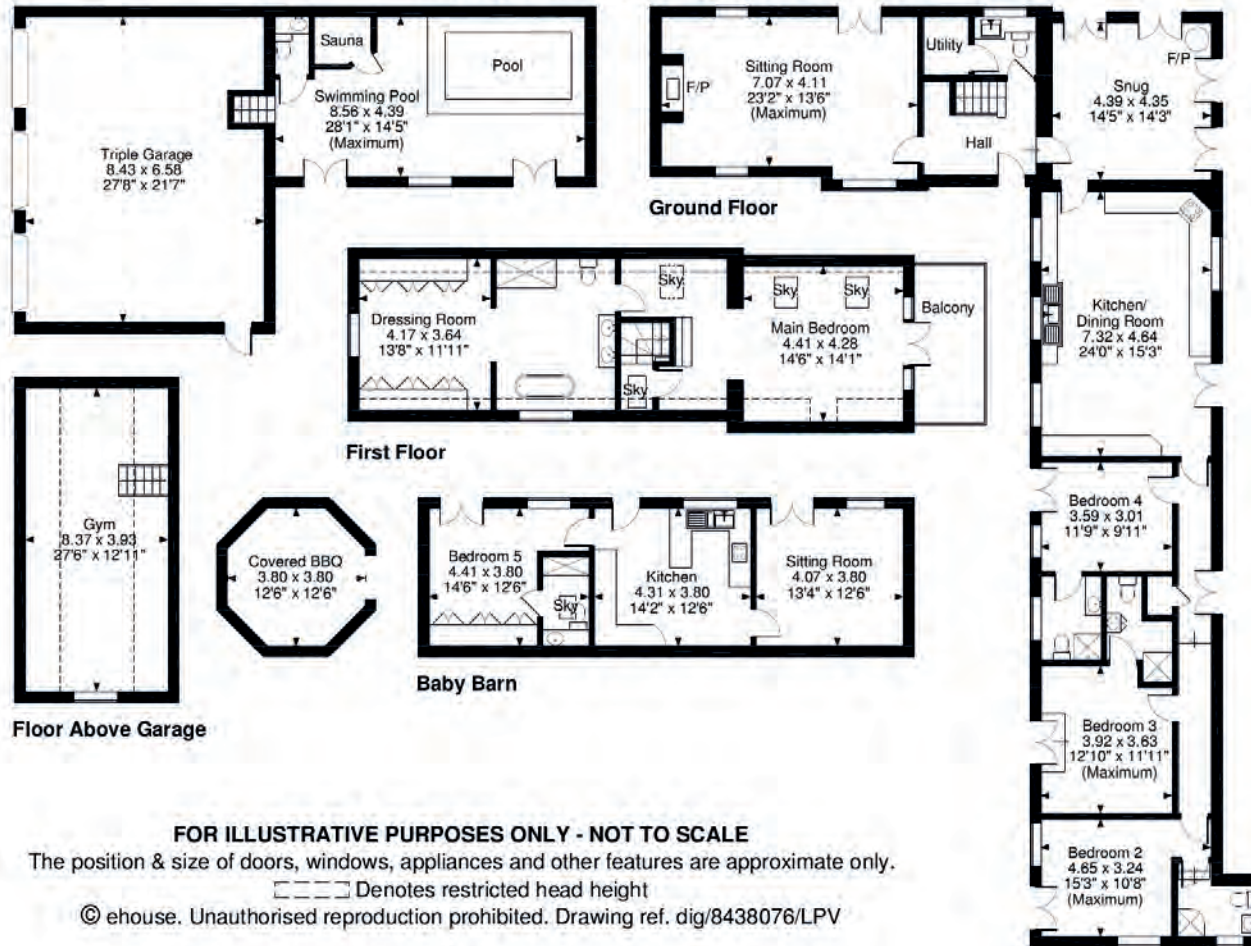 Sauna
Pool
Swimming Pool
8.56 x 4.39
28'1" x 14'5"
(Maximum)
Triple Garage
8.43 x 6.58
27'8" x 21'7"
F/P
Sitting Room
7.07 x 4.11
23'2" x 13'6"
(Maximum)
Utility
Hall
F/P
Snug
4.39 x 4.35
14'5" x 14'3"
Ground Floor
Dressing Room
4.17 x 3.64
13'8" x 11'11"
Sky
Sky
Sky
Sky
Main Bedroom
4.41 x 4.28
14'6" x 14'1"
Balcony
First Floor
Kitchen/
Dining Room
7.32 x 4.64
24'0" x 15'3"
Gym
8.37 x 3.93
27'6" x 12'11"
Floor Above Garage
Covered BBQ
3.80 x 3.80
12'6" x 12'6"
Bedroom 5
4.41 x 3.80
14'6" x 12'6"
Sky
Kitchen
4.31 x 3.80
14'2" x 12'6"
Sitting Room
4.07 x 3.80
13'4" x 12'6"
Baby Barn
Bedroom 4
3.59 x 3.01
11'9" x 9'11"
Bedroom 3
3.92 x 3.63
12'10" x 11'11"
(Maximum)
Bedroom 2
4.65 x 3.24
15'3" x 10'8"
(Maximum)
FOR ILLUSTRATIVE PURPOSES ONLY - NOT TO SCALE
The position & size of doors, windows, appliances and other features are approximate only.
Denotes restricted head height
© ehouse. Unauthorised reproduction prohibited. Drawing ref. dig/8438076/LPV